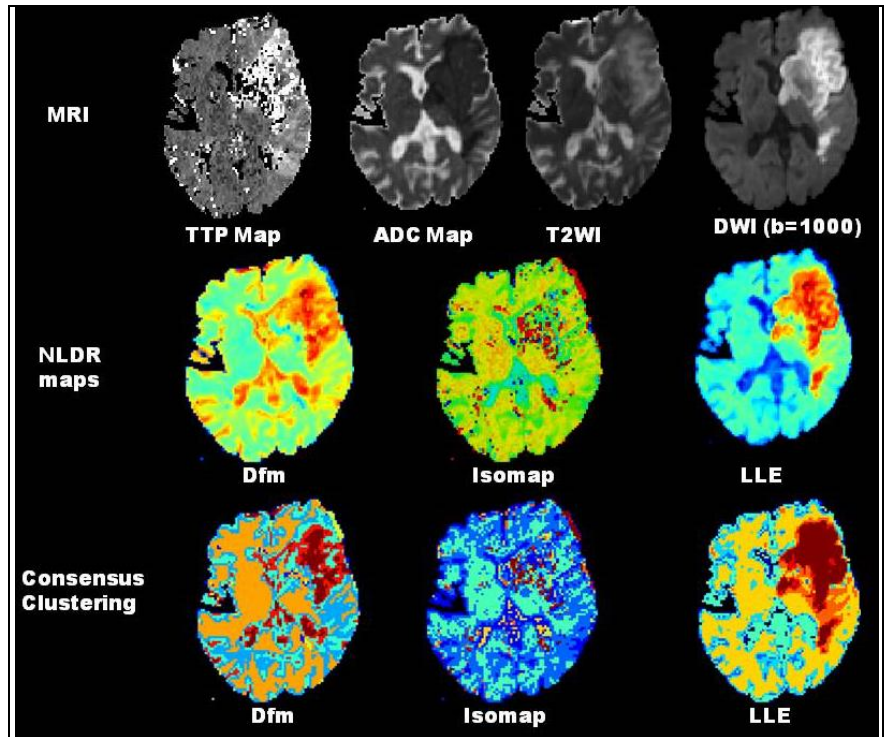 MRI
TTP Map
ADC Map
T2WI
DWI (b=1000)
NLDR
maps
Dfm
Isomap
LLE
Consensus
Clustering
Dfm
Isomap
LLE